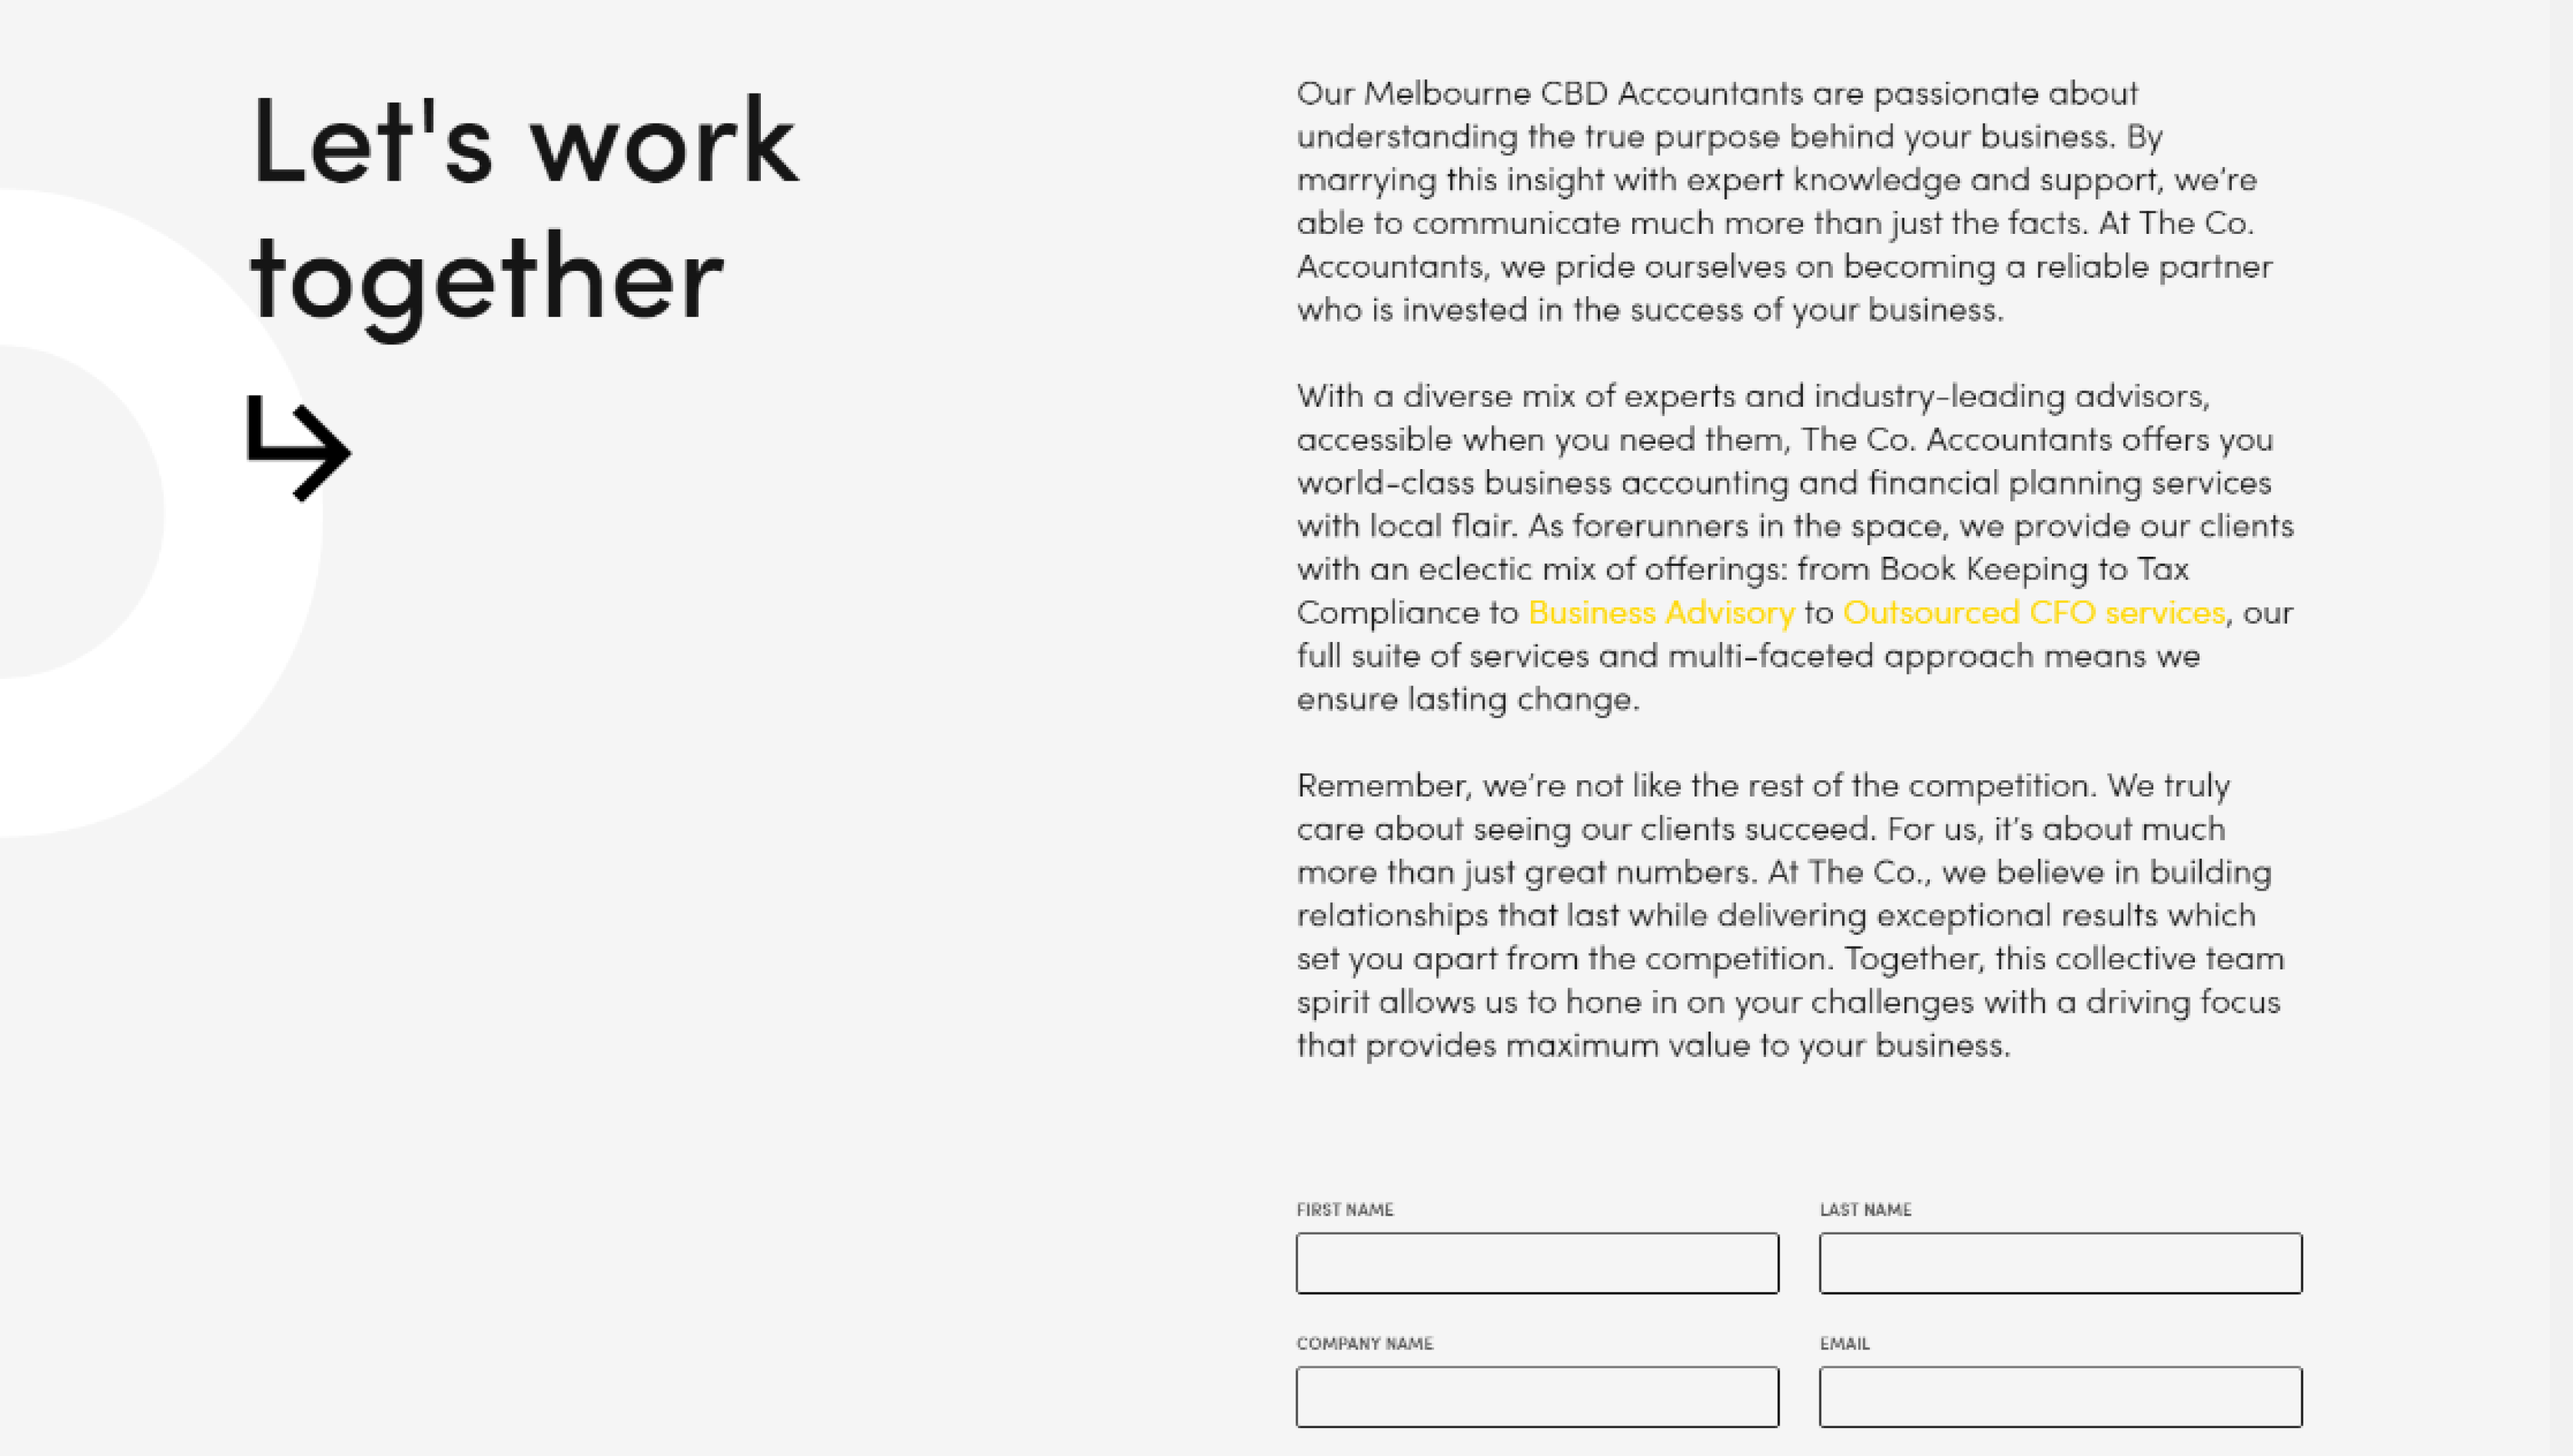 Let's work
together
Our Melbourne CBD Accountants are passionate about
understanding the true purpose behind your business. By
marrying this insight with expert knowledge and support, we’re
able to communicate much more than just the facts. At The Co.
Accountants, we pride ourselves on becoming a reliable partner
who is invested in the success of your business.
With a diverse mix of experts and industry-leading advisors,
accessible when you need them, The Co. Accountants offers you
world-class business accounting and financial planning services
with local flair. As forerunners in the space, we provide our clients
with an eclectic mix of offerings: from Book Keeping to Tax
Compliance to Business Advisory to Outsourced CFO services, our
full suite of services and multi-faceted approach means we
ensure lasting change.
Remember, we’re not like the rest of the competition. We truly
care about seeing our clients succeed. For us, it’s about much
more than just great numbers. At The Co., we believe in building
relationships that last while delivering exceptional results which
set you apart from the competition. Together, this collective team
spirit allows us to hone in on your challenges with a driving focus
that provides maximum value to your business.
FIRST NAME LAST NAME
COMPANY NAME EMAIL